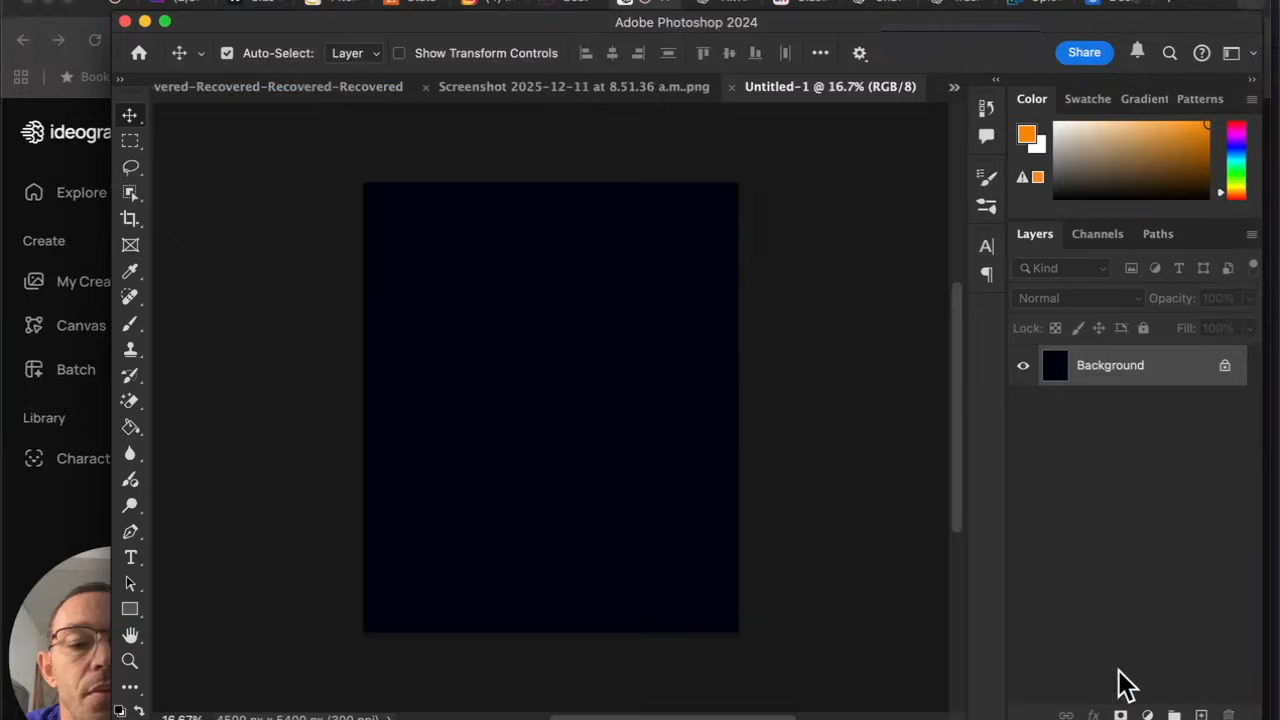 Adobe Photoshop 2024
Auto-Select: Layer Show Transform Controls ••• Share
Book
vered-Recovered-Recovered-Recovered × Screenshot 2025-12-11 at 8.51.36 a.m..png × Untitled-1 @ 16.7% (RGB/8)
ideogra
Explore
Create
My Crea
Canvas
Batch
Library
Charact
Color Swatche Gradient Patterns
Layers Channels Paths
Kind
Normal Opacity: 100%
Lock: Fill: 100%
Background
16.67% 4500 px x 5400 px (300 ppi)